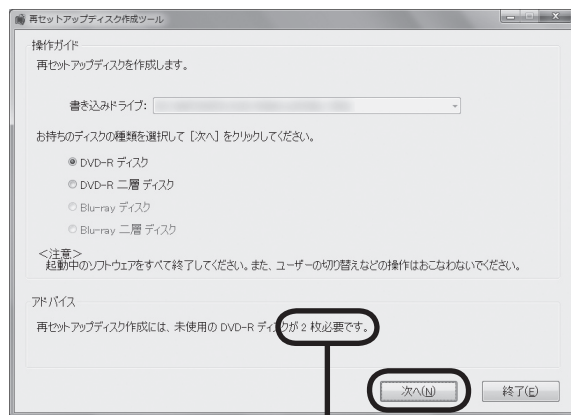 再セットアップディスク作成ツール
操作ガイド
再セットアップディスクを作成します。
書き込みドライブ:
お持ちのディスクの種類を選択して [次へ] をクリックしてください。
DVD-R ディスク
DVD-R 二層 ディスク
Blu-ray ディスク
Blu-ray 二層 ディスク
<注意>
起動中のソフトウェアをすべて終了してください。また、ユーザーの切り替えなどの操作はおこなわないでください。
アドバイス
再セットアップディスク作成には、未使用の DVD-R ディスクが 2 枚必要です。
次へ(N)
終了(E)